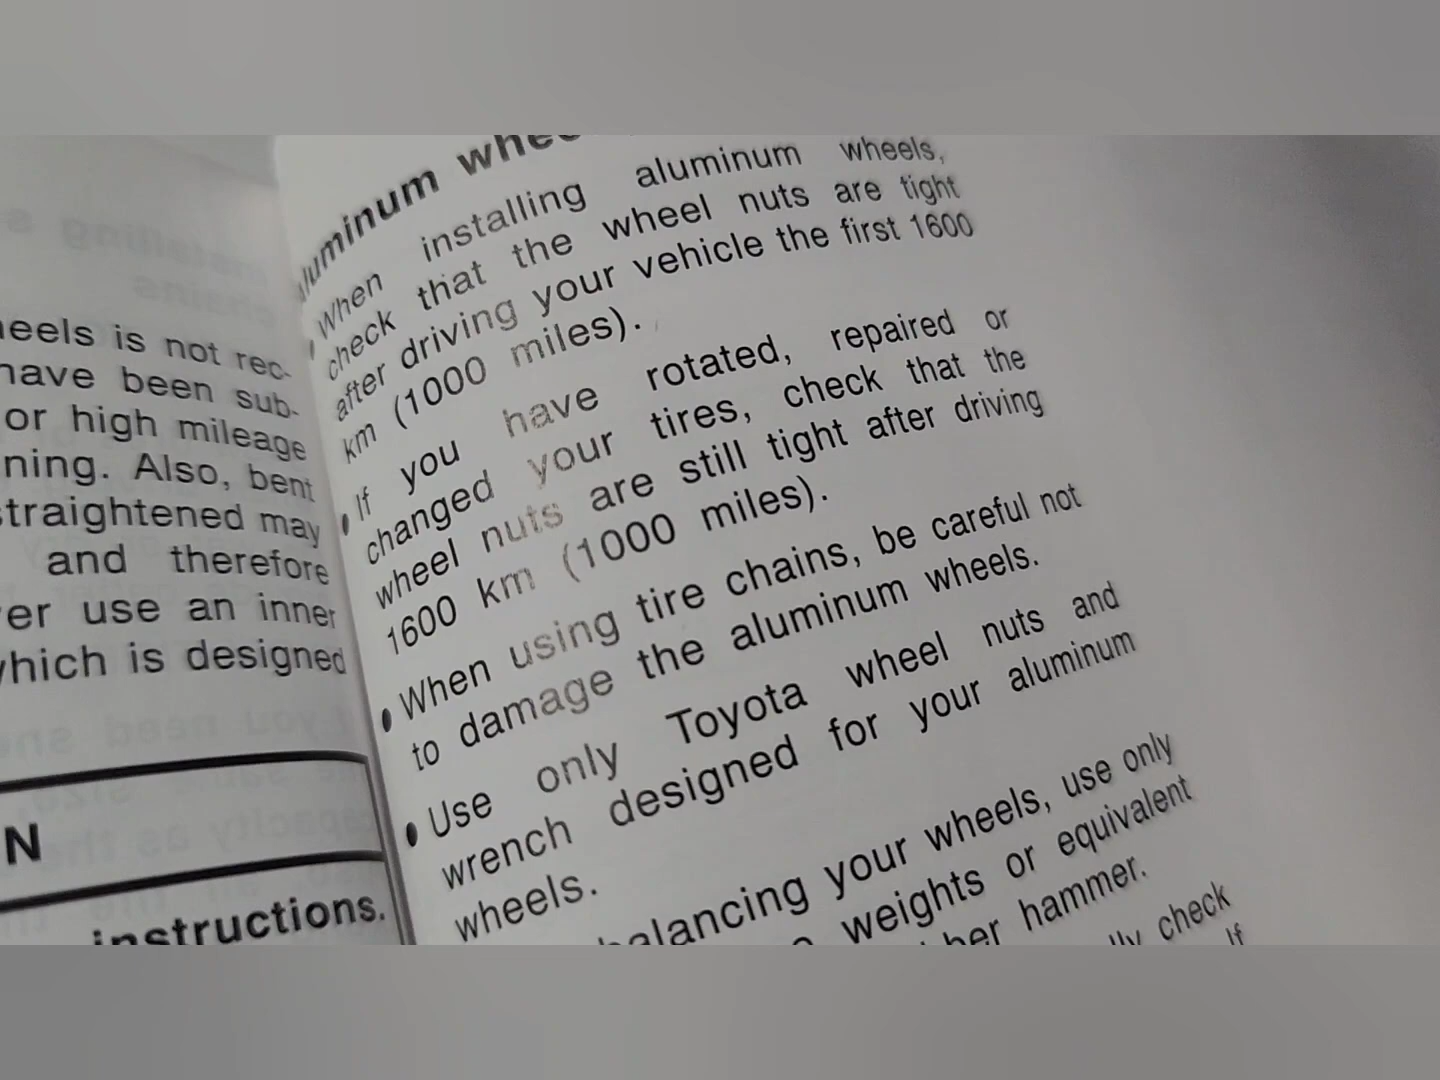 heels is not rec-
have been sub-
or high mileage
ning. Also, bent
straightened may
and therefore
er use an inner
which is designed
N
instructions.
aluminum whee
• When installing aluminum wheels,
check that the wheel nuts are tight
after driving your vehicle the first 1600
km (1000 miles).
• If you have rotated, repaired or
changed your tires, check that the
wheel nuts are still tight after driving
1600 km (1000 miles).
• When using tire chains, be careful not
to damage the aluminum wheels.
• Use only Toyota wheel nuts and
wrench designed for your aluminum
wheels.
balancing your wheels, use only
weights or equivalent
hammer.
check
If